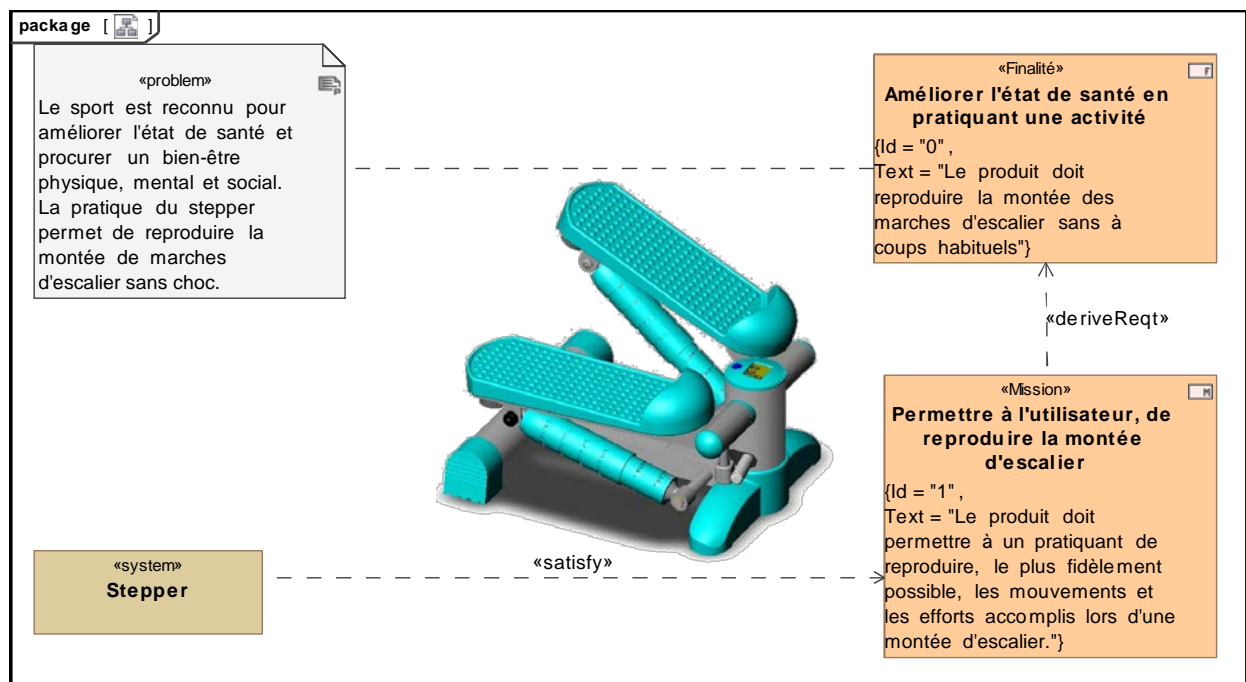 package [ ]
«problem»
Le sport est reconnu pour
améliorer l'état de santé et
procurer un bien-être
physique, mental et social.
La pratique du stepper
permet de reproduire la
montée de marches
d'escalier sans choc.
«Finalité»
Améliorer l'état de santé en
pratiquant une activité
{Id = "0" ,
Text = "Le produit doit
reproduire la montée des
marches d'escalier sans à
coups habituels"}
«deriveReqt»
«Mission»
Permettre à l'utilisateur, de
reproduire la montée
d'escalier
{Id = "1" ,
Text = "Le produit doit
permettre à un pratiquant de
reproduire, le plus fidèlement
possible, les mouvements et
les efforts accomplis lors d'une
montée d'escalier."}
«satisfy»
«system»
Stepper